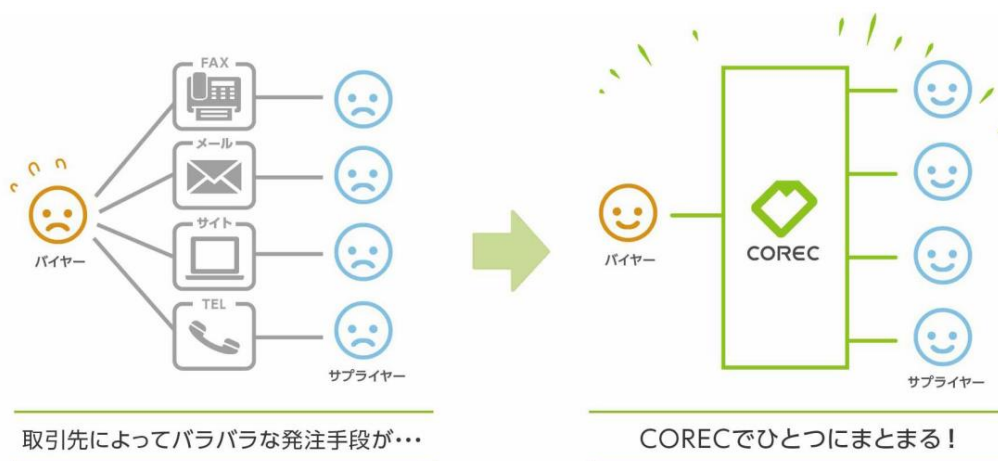 FAX
メール
サイト
TEL
バイヤー
サプライヤー
取引先によってバラバラな発注手段が・・・
バイヤー
COREC
サプライヤー
CORECでひとつにまとまる！